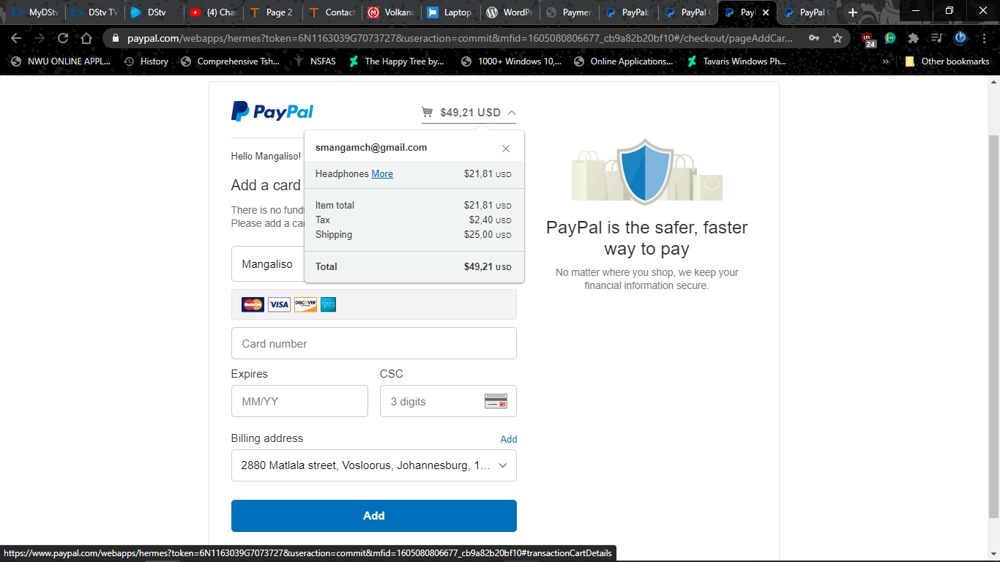 MyDStv
DStv TV
DStv
(4) Chas
Page 2
Contact
Volkano
Laptop
WordPr
Paymen
PayPal:
PayPal C
Payl
PayPal C
paypal.com/webapps/hermes?token=6N1163039G7073727&useraction=commit&mfid=1605080806677_cb9a82b20bf10#/checkout/pageAddCar...
24
NWU ONLINE APPL...
History
Comprehensive Tsh...
NSFAS
The Happy Tree by...
1000+ Windows 10,...
Online Applications...
Tavaris Windows Ph...
»
Other bookmarks
PayPal
$49,21 USD
smangamch@gmail.com
Hello Mangaliso!
Headphones More $21,81 USD
Add a card
Item total $21,81 USD
There is no fundi
Tax $2,40 USD
Please add a car
Shipping $25,00 USD
Total $49,21 USD
Mangaliso
MasterCard VISA DISCOVER
Card number
Expires CSC
MM/YY 3 digits
Billing address Add
2880 Matlala street, Vosloorus, Johannesburg, 1...
Add
PayPal is the safer, faster
way to pay
No matter where you shop, we keep your
financial information secure.
https://www.paypal.com/webapps/hermes?token=6N1163039G7073727&useraction=commit&mfid=1605080806677_cb9a82b20bf10#transactionCartDetails